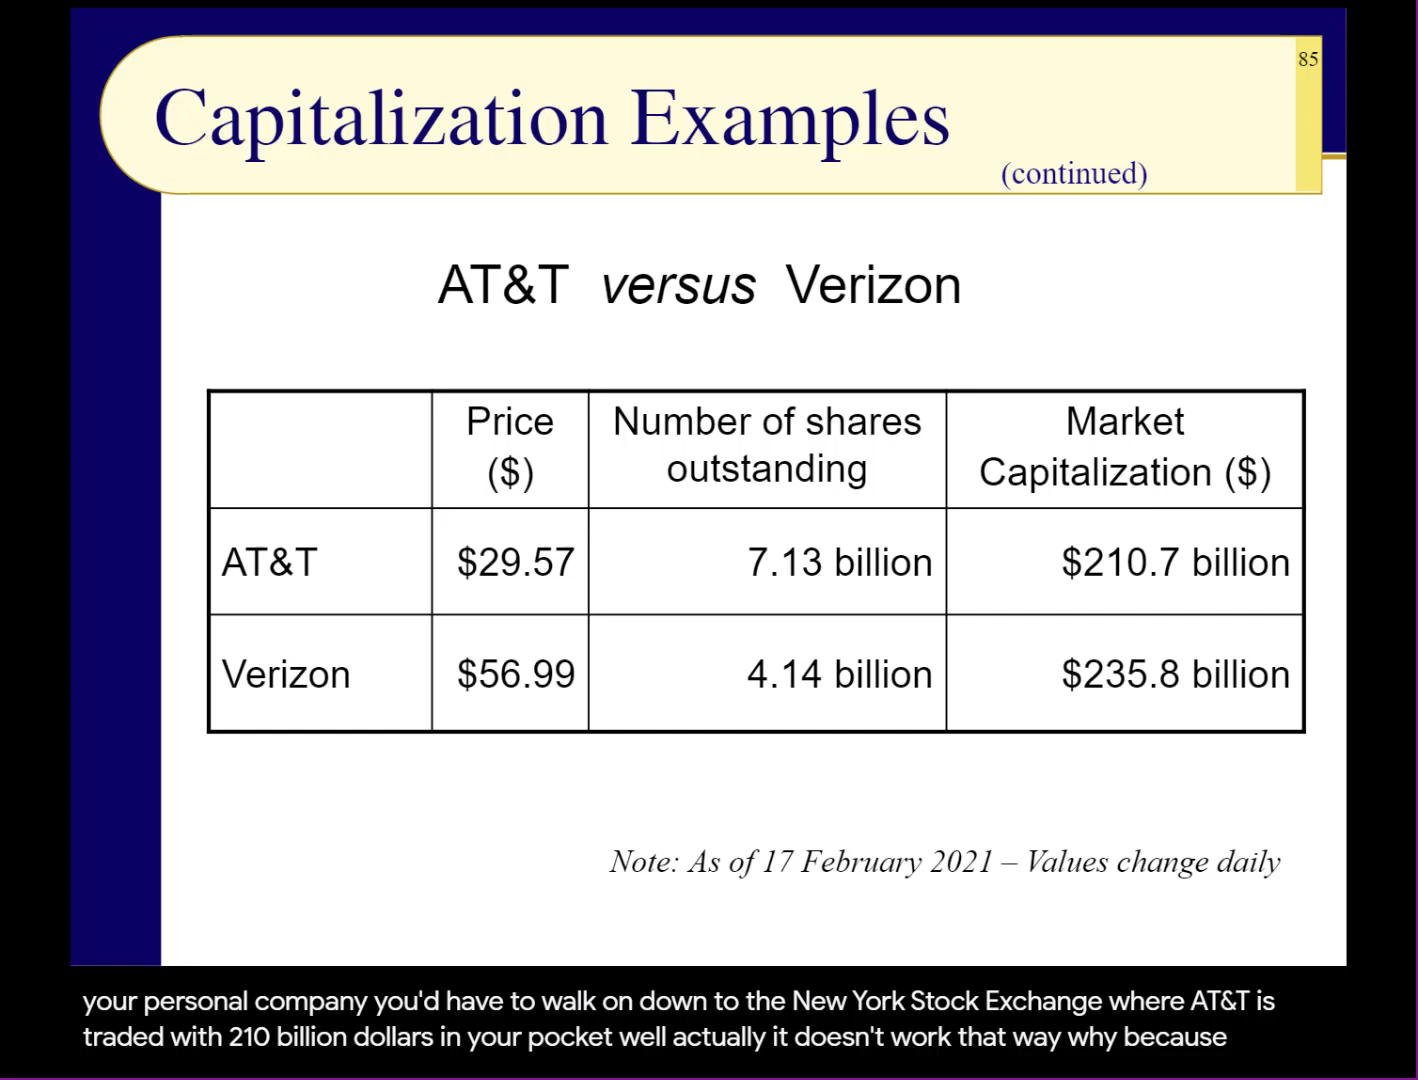 85
Capitalization Examples
(continued)
AT&T versus Verizon
Price ($) Number of shares outstanding Market Capitalization ($)
AT&T $29.57 7.13 billion $210.7 billion
Verizon $56.99 4.14 billion $235.8 billion
Note: As of 17 February 2021 – Values change daily
your personal company you'd have to walk on down to the New York Stock Exchange where AT&T is
traded with 210 billion dollars in your pocket well actually it doesn't work that way why because